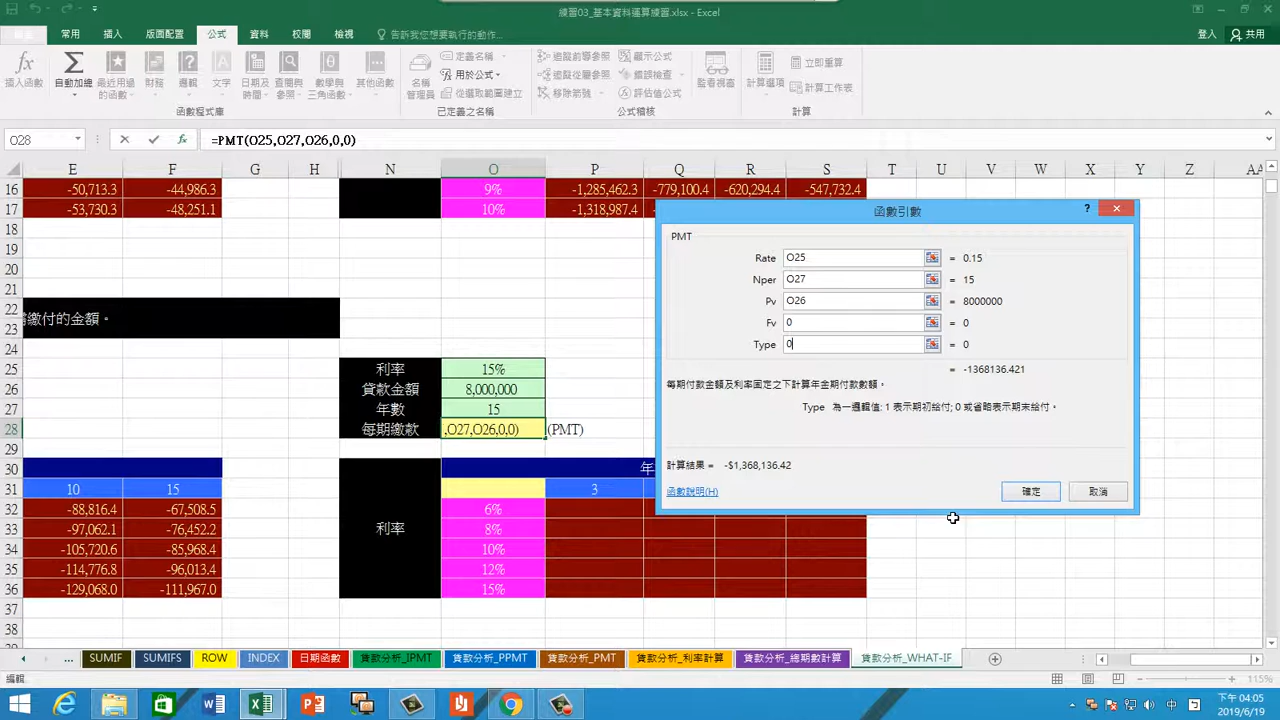 練習03_基本資料運算練習.xlsx - Excel
常用 插入 版面配置 公式 資料 校閱 檢視 告訴我您想要執行的動作... 登入 共用
插入函數 自動加總 最近用過的函數 財務 邏輯 文字 日期及時間 查閱與參照 數學與三角函數 其他函數
函數程式庫
名稱管理員 定義名稱 用於公式 從選取範圍建立
已定義之名稱
追蹤前導參照 追蹤從屬參照 移除箭號 顯示公式 錯誤檢查 評估值公式 監看視窗
公式稽核
計算選項 立即重算 計算工作表
計算
O28 fx =PMT(O25,O27,O26,0,0)
E F G H N O P Q R S T U V W X Y Z AA
16 -50,713.3 -44,986.3 9% -1,285,462.3 -779,100.4 -620,294.4 -547,732.4
17 -53,730.3 -48,251.1 10% -1,318,987.4
18
19
20
21
22
繳付的金額。
23
24
25 利率 15%
26 貸款金額 8,000,000
27 年數 15
28 每期繳款 ,O27,O26,0,0) (PMT)
29
30 年
31 10 15 3
32 -88,816.4 -67,508.5 6%
33 -97,062.1 -76,452.2 利率 8%
34 -105,720.6 -85,968.4 10%
35 -114,776.8 -96,013.4 12%
36 -129,068.0 -111,967.0 15%
37
38
函數引數 ?
PMT
Rate O25 = 0.15
Nper O27 = 15
Pv O26 = 8000000
Fv 0 = 0
Type 0 = 0
= -1368136.421
每期付款金額及利率固定之下計算年金期付款數額。
Type 為一邏輯值: 1 表示期初給付; 0 或省略表示期末給付。
計算結果 = -$1,368,136.42
函數說明(H) 確定 取消
... SUMIF SUMIFS ROW INDEX 日期函數 貸款分析_IPMT 貸款分析_PPMT 貸款分析_PMT 貸款分析_利率計算 貸款分析_總期數計算 貸款分析_WHAT-IF
編輯 115%
中 下午 04:05
2019/6/19